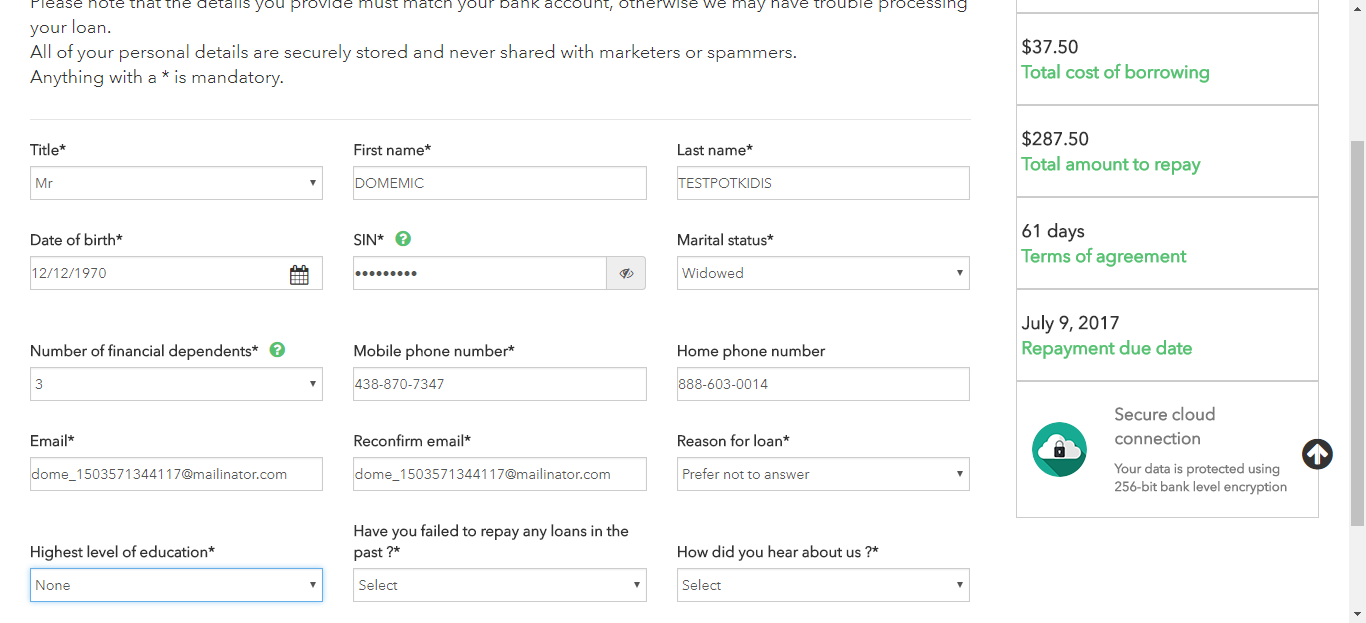 Please note that the details you provide must match your bank account, otherwise we may have trouble processing
your loan.
All of your personal details are securely stored and never shared with marketers or spammers.
Anything with a * is mandatory.
Title*
First name*
Last name*
Mr
DOMEMIC
TESTPOTKIDIS
Date of birth*
SIN* ?
Marital status*
12/12/1970
•••••••••
Widowed
Number of financial dependents* ?
Mobile phone number*
Home phone number
3
438-870-7347
888-603-0014
Email*
Reconfirm email*
Reason for loan*
dome_1503571344117@mailinator.com
dome_1503571344117@mailinator.com
Prefer not to answer
Highest level of education*
Have you failed to repay any loans in the
past ?*
How did you hear about us ?*
None
Select
Select
$37.50
Total cost of borrowing
$287.50
Total amount to repay
61 days
Terms of agreement
July 9, 2017
Repayment due date
Secure cloud
connection
Your data is protected using
256-bit bank level encryption